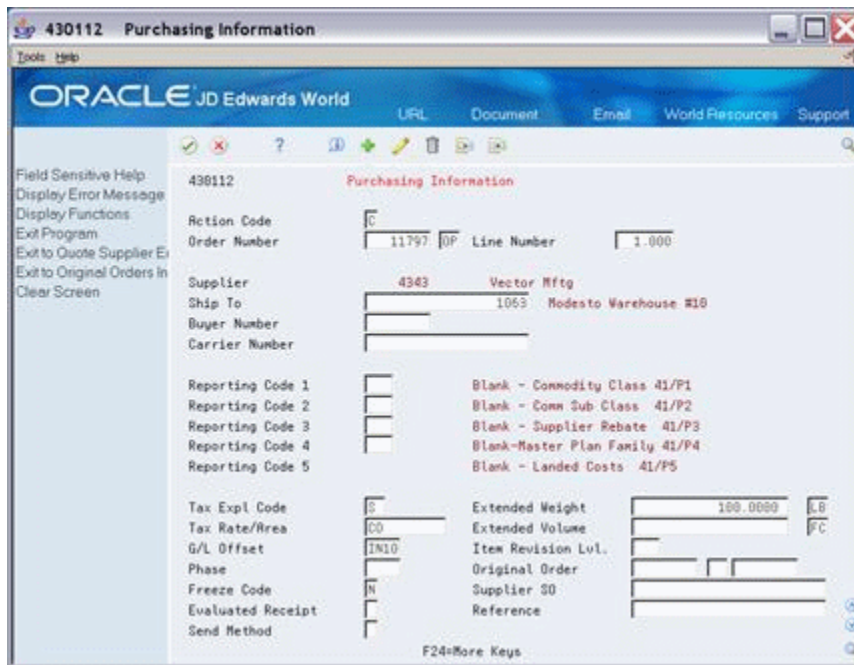 430112 Purchasing Information
Tools Help
ORACLE JD Edwards World
URL Document Email World Resources Support
Field Sensitive Help
Display Error Message
Display Functions
Exit Program
Exit to Quote Supplier E
Exit to Original Orders In
Clear Screen
430112 Purchasing Information
Action Code C
Order Number 11797 OP Line Number 1.000
Supplier 4343 Vector Mftg
Ship To 1063 Modesto Warehouse #10
Buyer Number
Carrier Number
Reporting Code 1 Blank - Commodity Class 41/P1
Reporting Code 2 Blank - Comm Sub Class 41/P2
Reporting Code 3 Blank - Supplier Rebate 41/P3
Reporting Code 4 Blank-Master Plan Family 41/P4
Reporting Code 5 Blank - Landed Costs 41/P5
Tax Expl Code S Extended Weight 100.0000 LB
Tax Rate/Area CO Extended Volume FC
G/L Offset IN10 Item Revision Lvl.
Phase Original Order
Freeze Code N Supplier SO
Evaluated Receipt Reference
Send Method
F24=More Keys